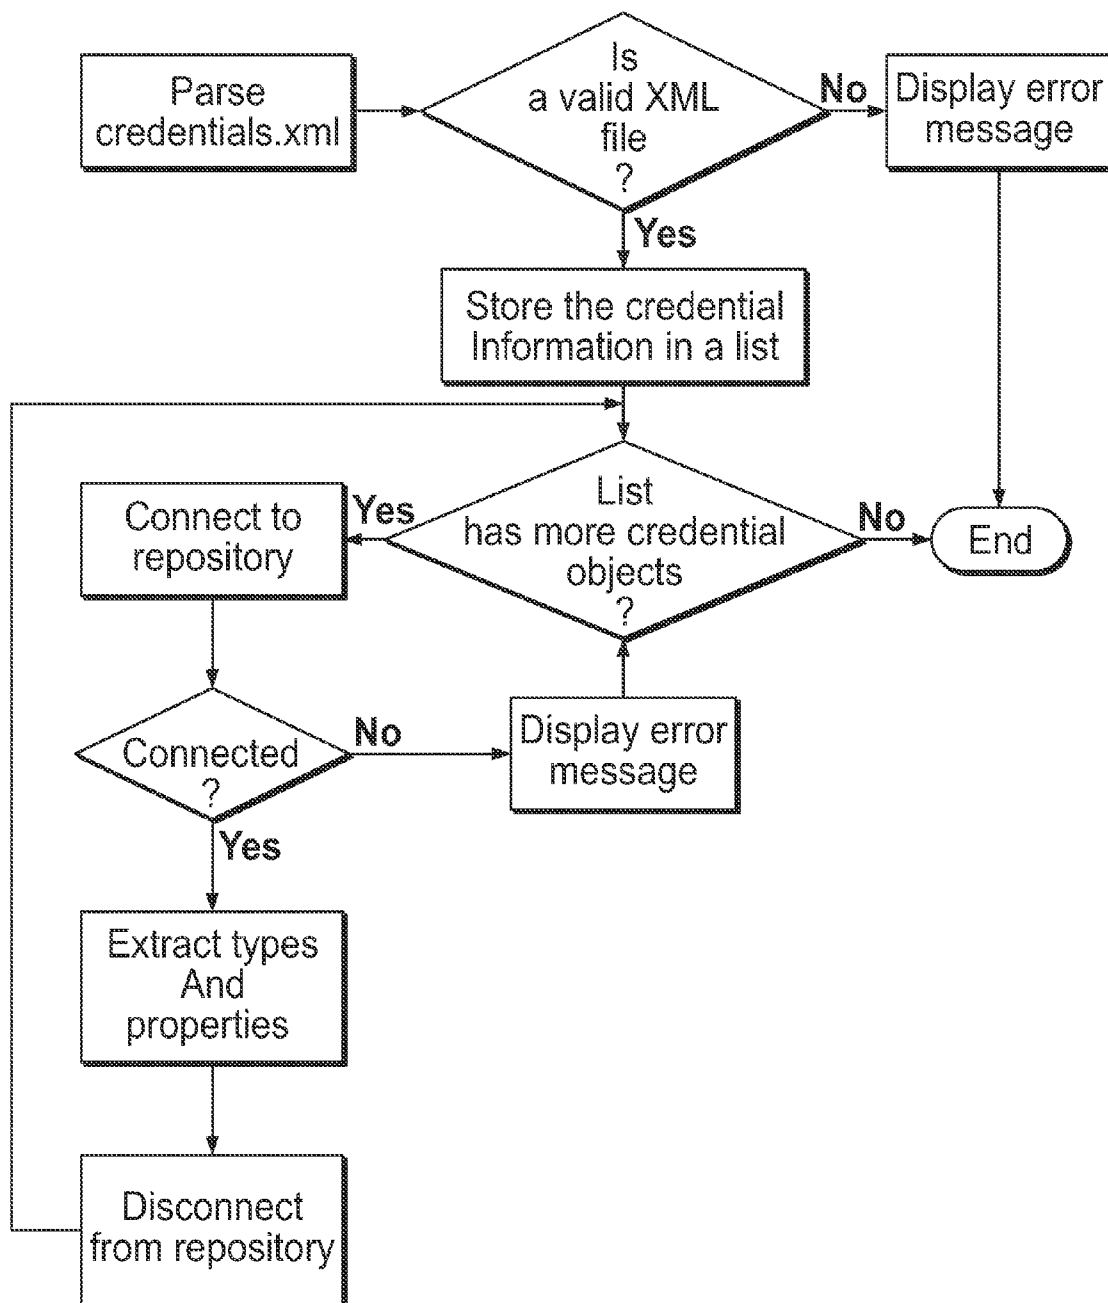 Parse
credentials.xml
Is
a valid XML
file
?
No
Display error
message
Yes
Store the credential
Information in a list
List
has more credential
objects
?
Yes
No
Connect to
repository
End
Connected
?
No
Display error
message
Yes
Extract types
And
properties
Disconnect
from repository